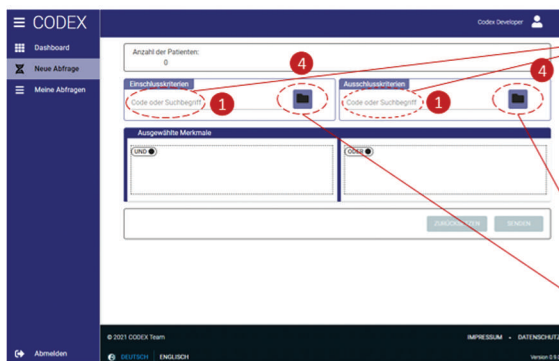 CODEX
Codex Developer
Dashboard
Neue Abfrage
Meine Abfragen
Anzahl der Patienten:
0
4
4
Einschlusskriterien
Ausschlusskriterien
Code oder Suchbegriff
1
Code oder Suchbegriff
1
Ausgewählte Merkmale
UND
ODER
ZURÜCKSETZEN
SENDEN
© 2021 CODEX Team
IMPRESSUM - DATENSCHUTZ
Abmelden
DEUTSCH
ENGLISCH